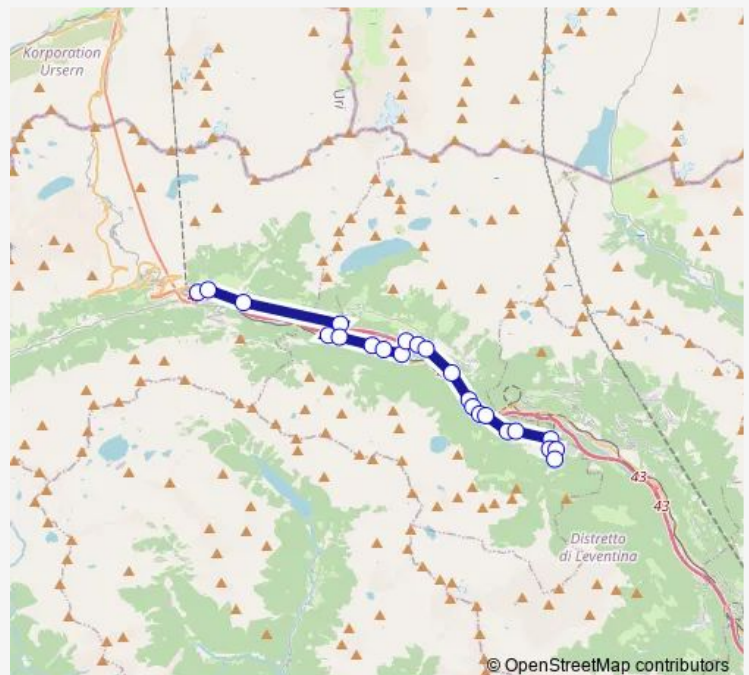 Korporation
Ursern
Uri
43
43
Distretto
di Leventina
© OpenStreetMap contributors